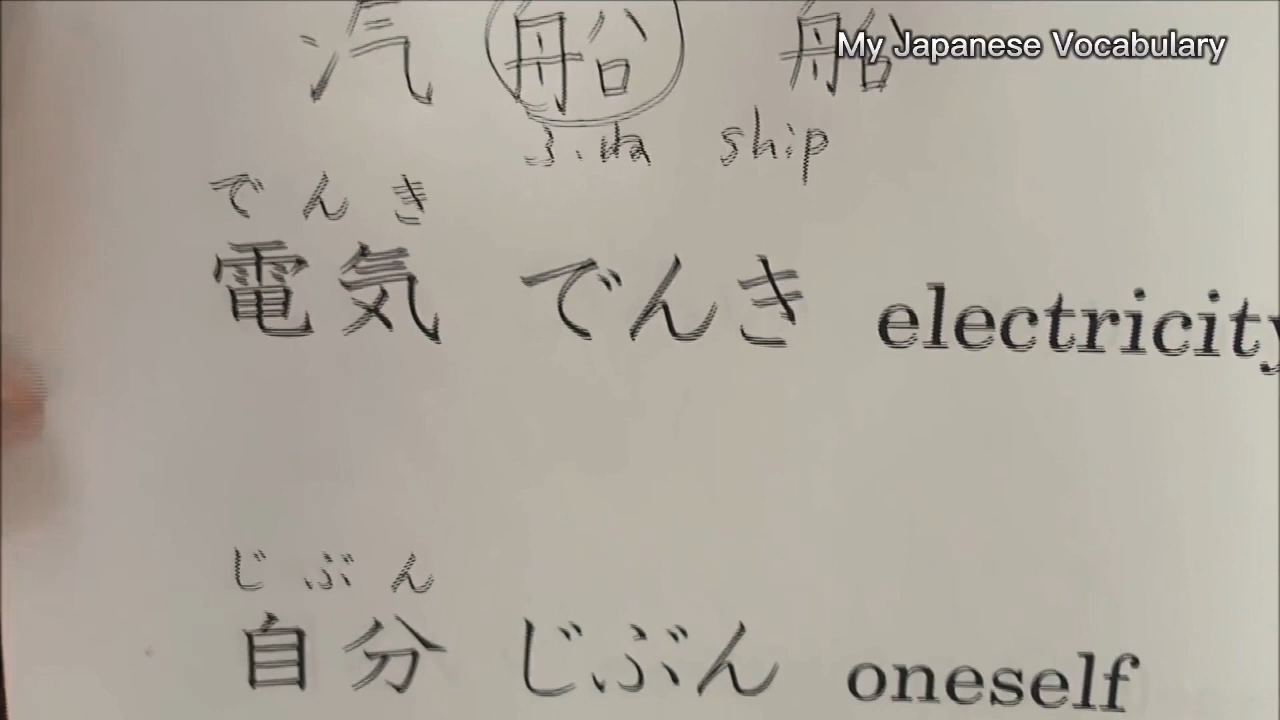 My Japanese Vocabulary
汽船 船
ふね ship
でんき
電気 でんき electricity
じぶん
自分 じぶん oneself